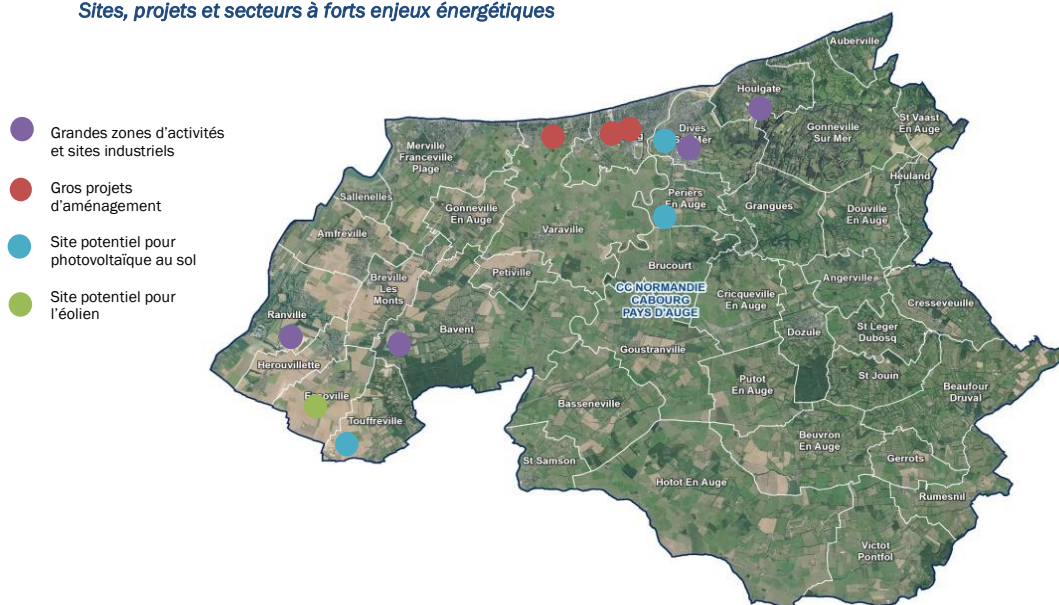 Sites, projets et secteurs à forts enjeux énergétiques
Grandes zones d'activités
et sites industriels
Gros projets
d'aménagement
Site potentiel pour
photovoltaïque au sol
Site potentiel pour
l'éolien
Auberville
Houlgate
St Vaast
En Auge
Gonneville
Sur Mer
Dives
Mer
Merville
Franceville
Plage
Heuland
Sallenelles
Periers
En Auge
Grangues
Douville
En Auge
Gonneville
En Auge
Amfreville
Varaville
Brucourt
Petiville
Breville
Les
Monts
Angerville
CC NORMANDIE
CABOURG
PAYS D'AUGE
Cricqueville
En Auge
Cresseveuille
Ranville
Bavent
Dozule
St Leger
Dubosq
Goustranville
Herouvillette
St Jouin
Putot
En Auge
Beaufour
Druval
Basseneville
Touffreville
Beuvron
En Auge
St Samson
Gerrots
Hotot En Auge
Rumesnil
Victot
Pontfol